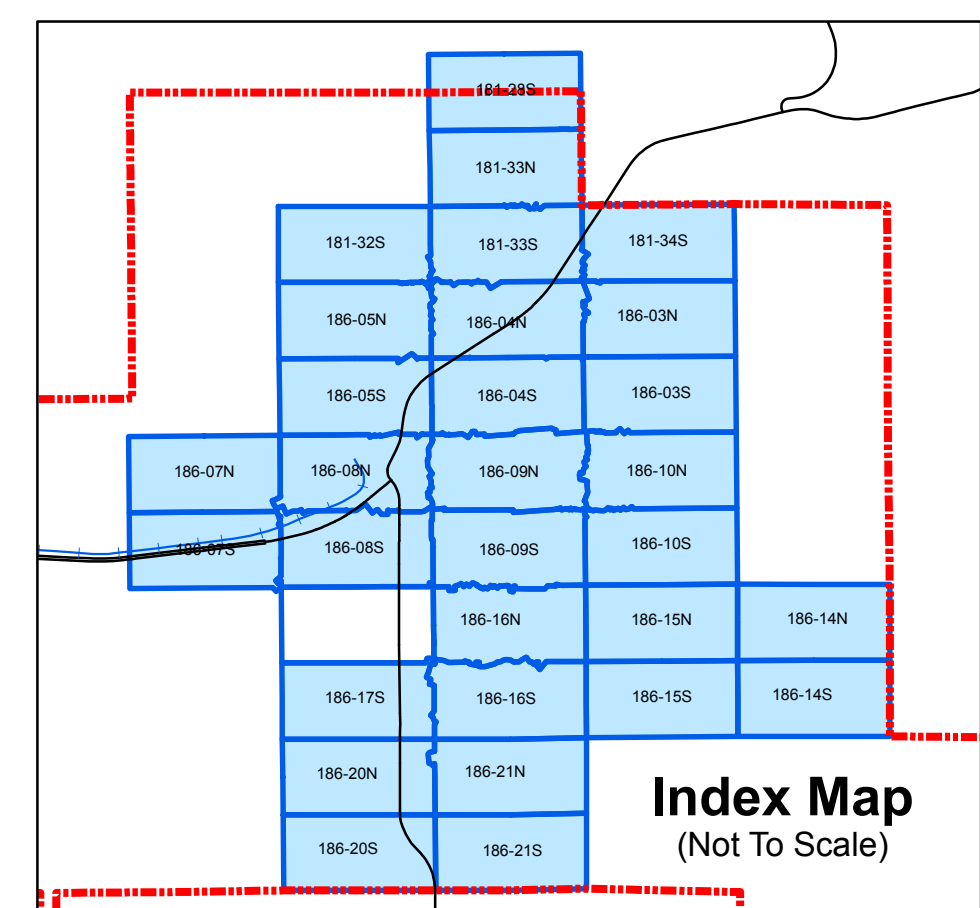 181-28S
181-33N
181-32S
181-33S
181-34S
186-05N
186-04N
186-03N
186-05S
186-04S
186-03S
186-07N
186-08N
186-09N
186-10N
186-07S
186-08S
186-09S
186-10S
186-16N
186-15N
186-14N
186-17S
186-16S
186-15S
186-14S
186-20N
186-21N
Index Map
(Not To Scale)
186-20S
186-21S